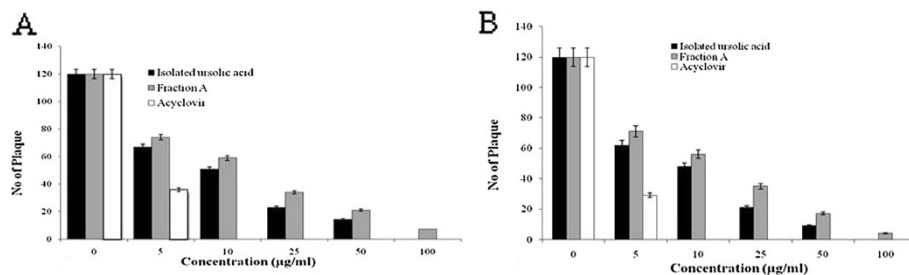 A
140
120
100
80
60
40
20
0
No of Plaque
Isolated ursolic acid
Fraction A
Acyclovir
0 5 10 25 50 100
Concentration (µg/ml)
B
140
120
100
80
60
40
20
0
No of Plaque
Isolated ursolic acid
Fraction A
Acyclovir
0 5 10 25 50 100
Concentration (µg/ml)